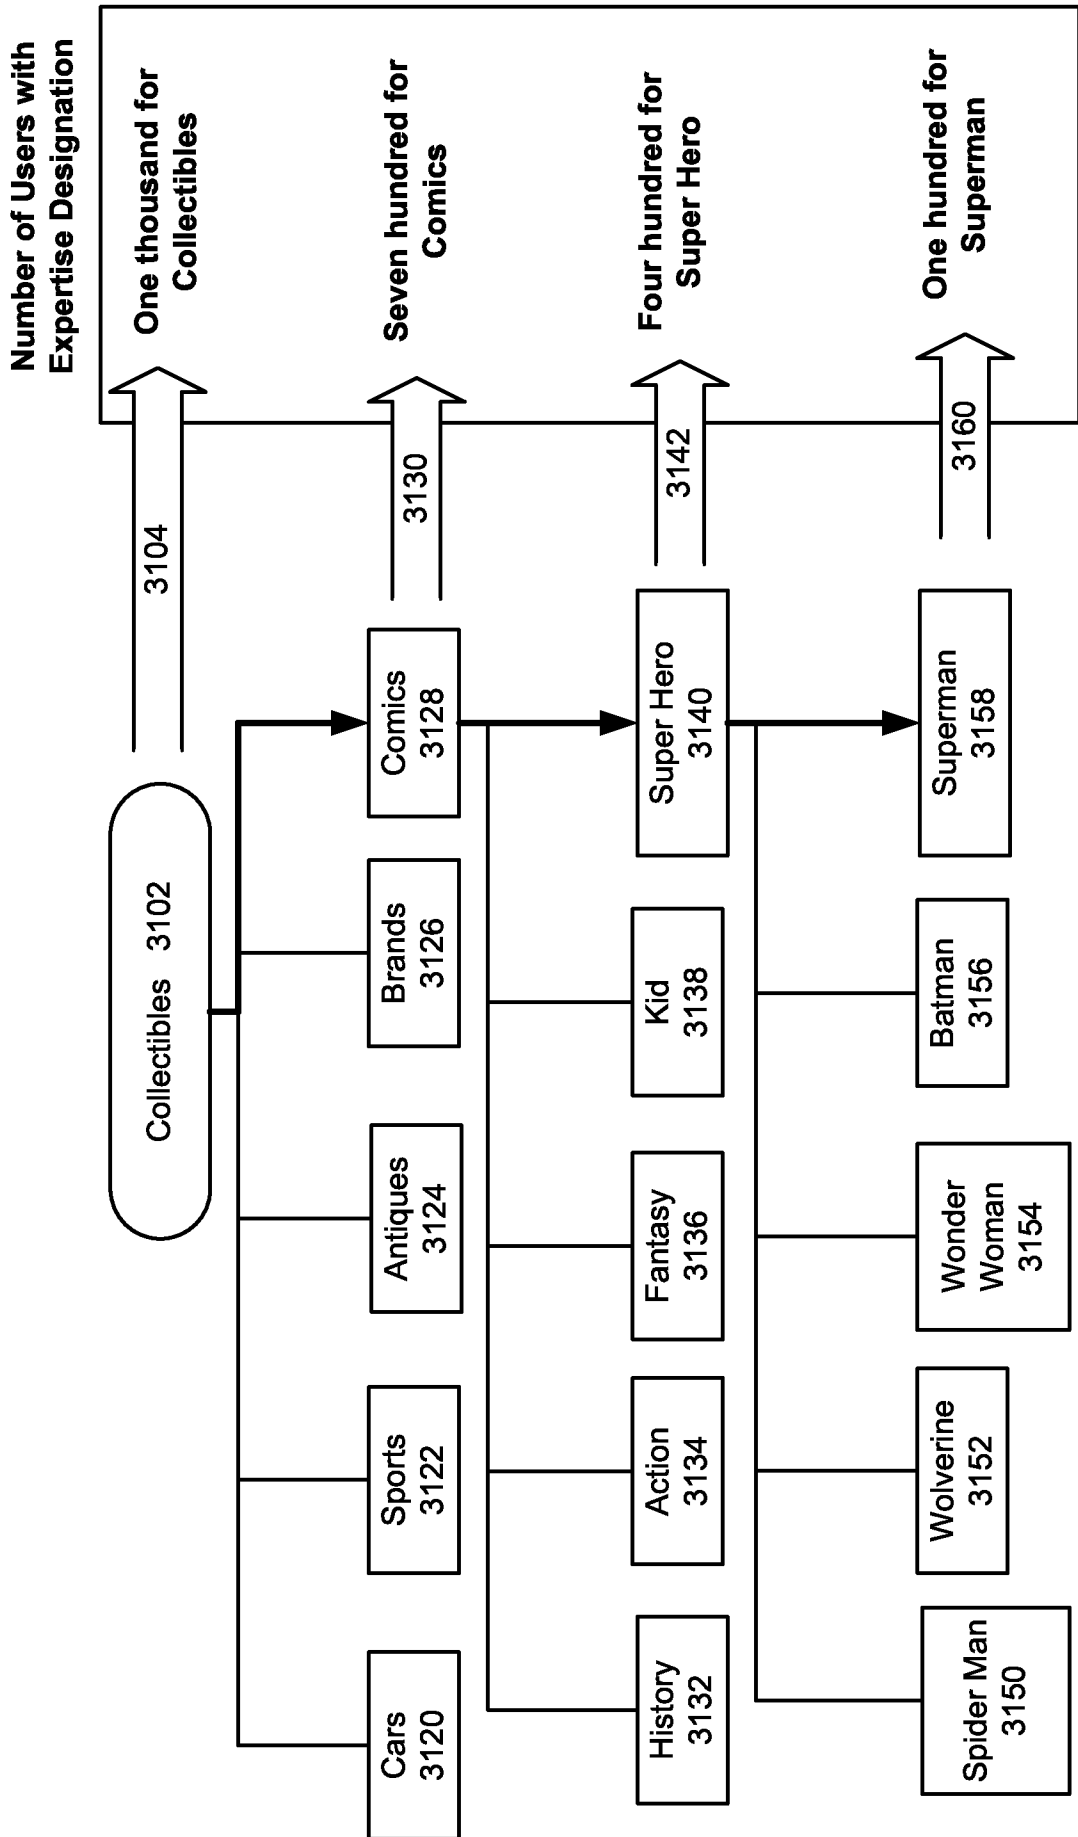 Number of Users with
Expertise Designation
Collectibles 3102
3104
One thousand for
Collectibles
Cars
3120
Sports
3122
Antiques
3124
Brands
3126
Comics
3128
3130
Seven hundred for
Comics
History
3132
Action
3134
Fantasy
3136
Kid
3138
Super Hero
3140
3142
Four hundred for
Super Hero
Spider Man
3150
Wolverine
3152
Wonder
Woman
3154
Batman
3156
Superman
3158
3160
One hundred for
Superman